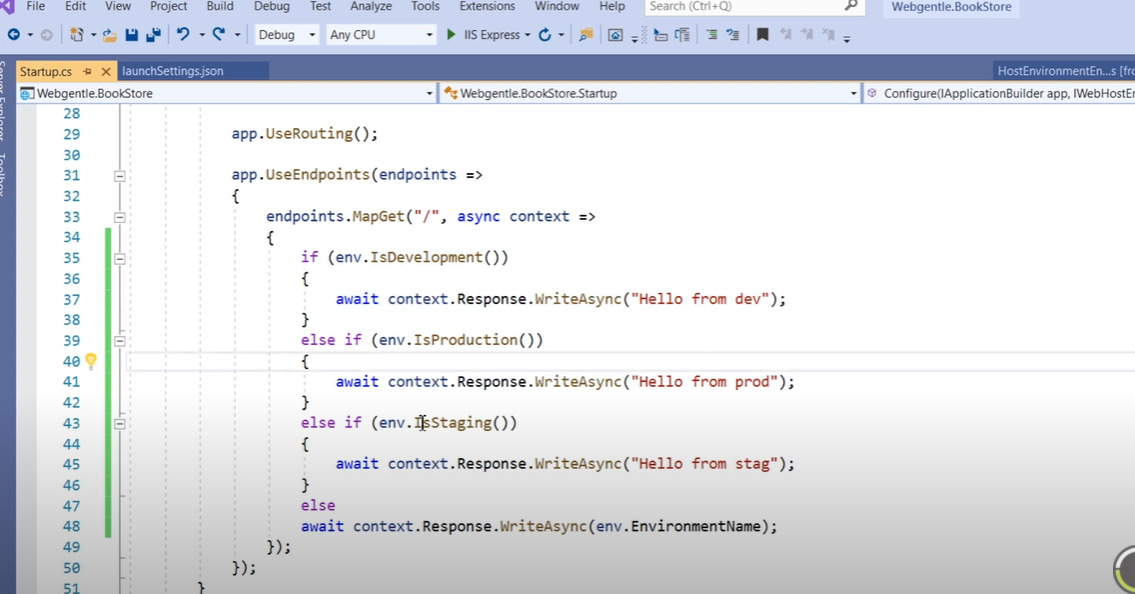 File Edit View Project Build Debug Test Analyze Tools Extensions Window Help Search (Ctrl+Q) Webgentle.BookStore
Debug Any CPU IIS Express
Startup.cs launchSettings.json HostEnvironmentEn...s [fro
Webgentle.BookStore Webgentle.BookStore.Startup Configure(IApplicationBuilder app, IWebHostEn
Server Explorer
Toolbox
28
29 app.UseRouting();
30
31 app.UseEndpoints(endpoints =>
32 {
33 endpoints.MapGet("/", async context =>
34 {
35 if (env.IsDevelopment())
36 {
37 await context.Response.WriteAsync("Hello from dev");
38 }
39 else if (env.IsProduction())
40 {
41 await context.Response.WriteAsync("Hello from prod");
42 }
43 else if (env.IsStaging())
44 {
45 await context.Response.WriteAsync("Hello from stag");
46 }
47 else
48 await context.Response.WriteAsync(env.EnvironmentName);
49 });
50 });
51 }